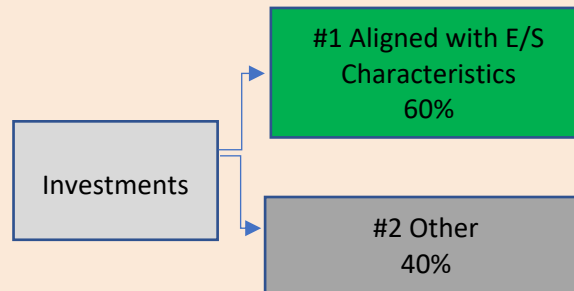 #1 Aligned with E/S
Characteristics
60%
Investments
#2 Other
40%